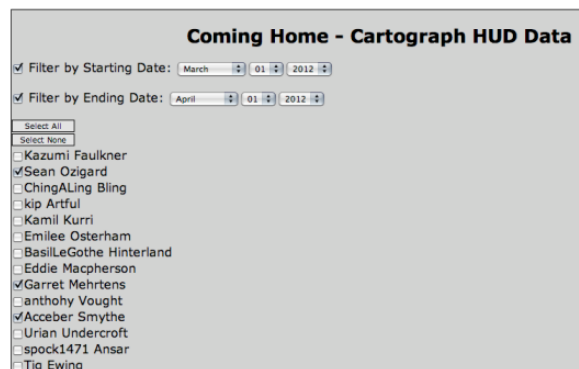 Coming Home - Cartograph HUD Data
Filter by Starting Date: March 01 2012
Filter by Ending Date: April 01 2012
Select All
Select None
Kazumi Faulkner
Sean Ozigard
ChingALing Bling
kip Artful
Kamil Kurri
Emilee Osterham
BasilLeGothe Hinterland
Eddie Macpherson
Garret Mehrtens
anthohy Vought
Acceber Smythe
Urian Undercroft
spock1471 Ansar
Tig Ewing